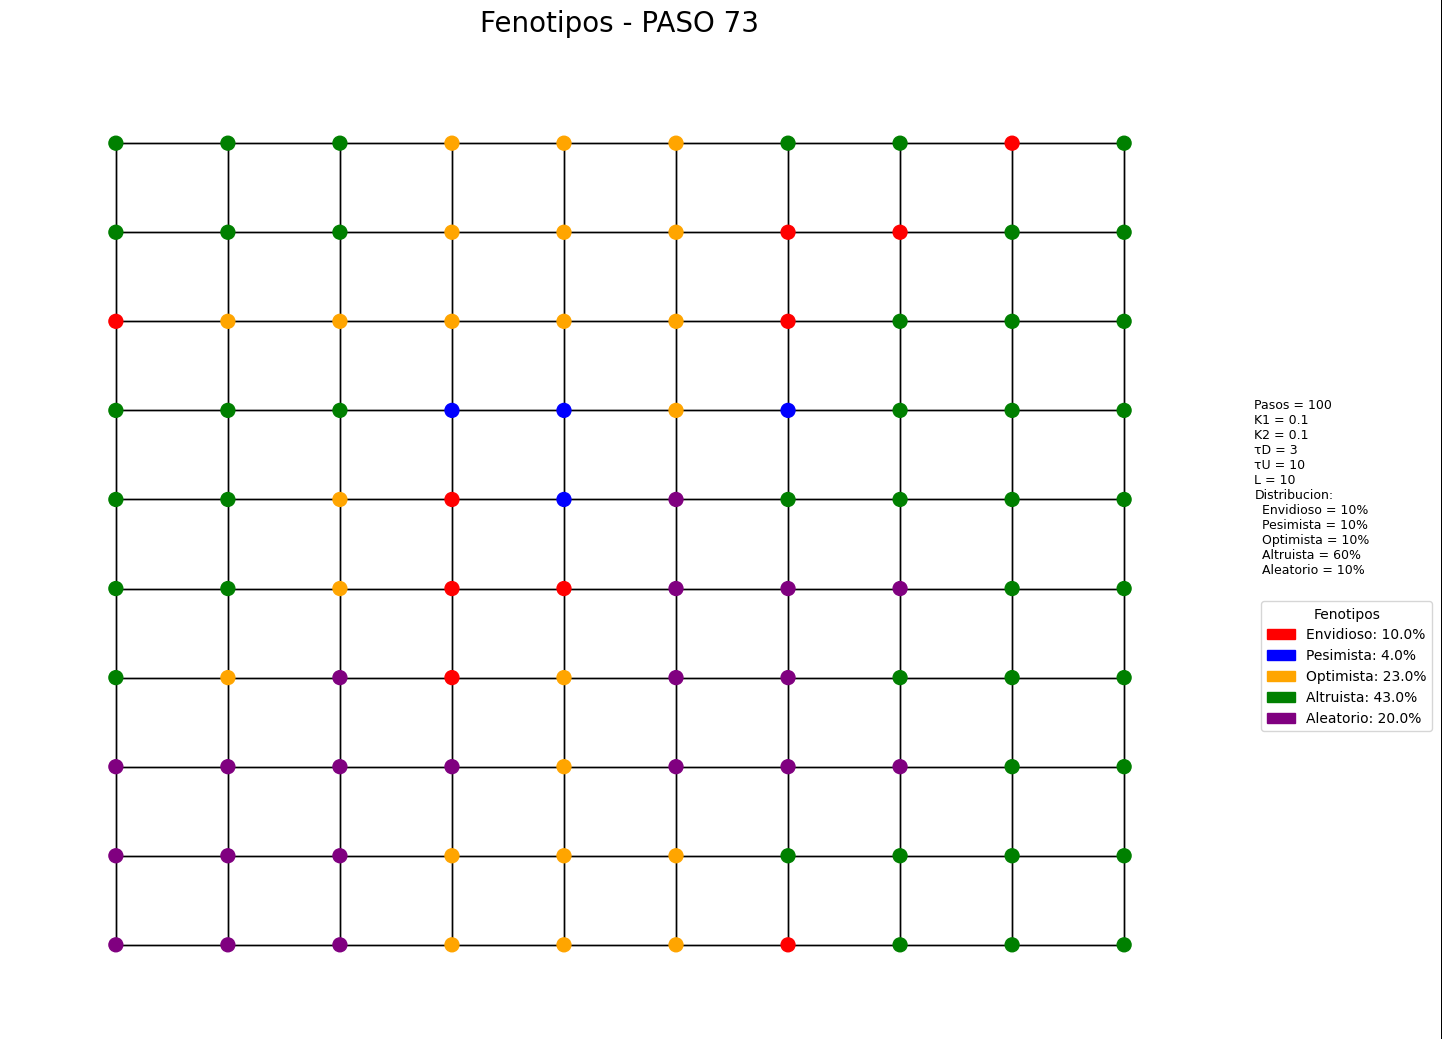 Fenotipos - PASO 73
Pasos = 100
K1 = 0.1
K2 = 0.1
τD = 3
τU = 10
L = 10
Distribucion:
Envidioso = 10%
Pesimista = 10%
Optimista = 10%
Altruista = 60%
Aleatorio = 10%
Fenotipos
Envidioso: 10.0%
Pesimista: 4.0%
Optimista: 23.0%
Altruista: 43.0%
Aleatorio: 20.0%